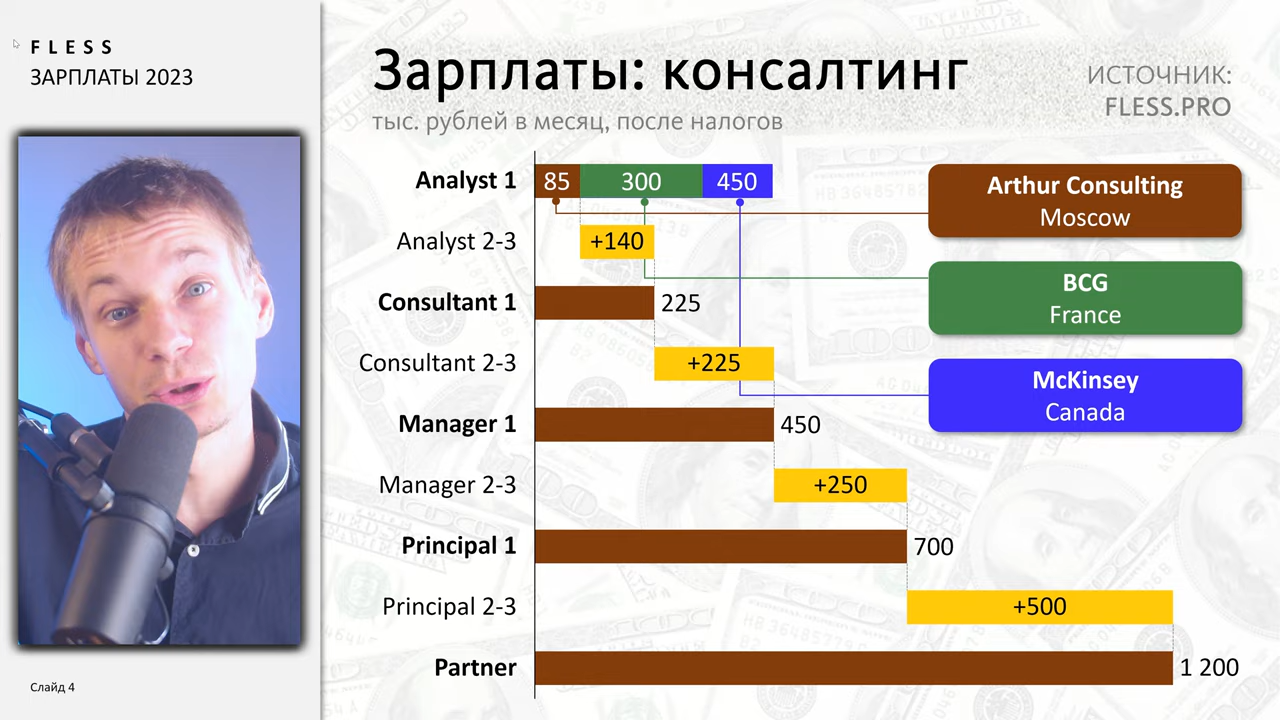 FLESS
ЗАРПЛАТЫ 2023
Зарплаты: консалтинг
тыс. рублей в месяц, после налогов
ИСТОЧНИК:
FLESS.PRO
Analyst 1
85
300
450
Analyst 2-3
+140
Consultant 1
225
Consultant 2-3
+225
Manager 1
450
Manager 2-3
+250
Principal 1
700
Principal 2-3
+500
Partner
1 200
Arthur Consulting
Moscow
BCG
France
McKinsey
Canada
Слайд 4